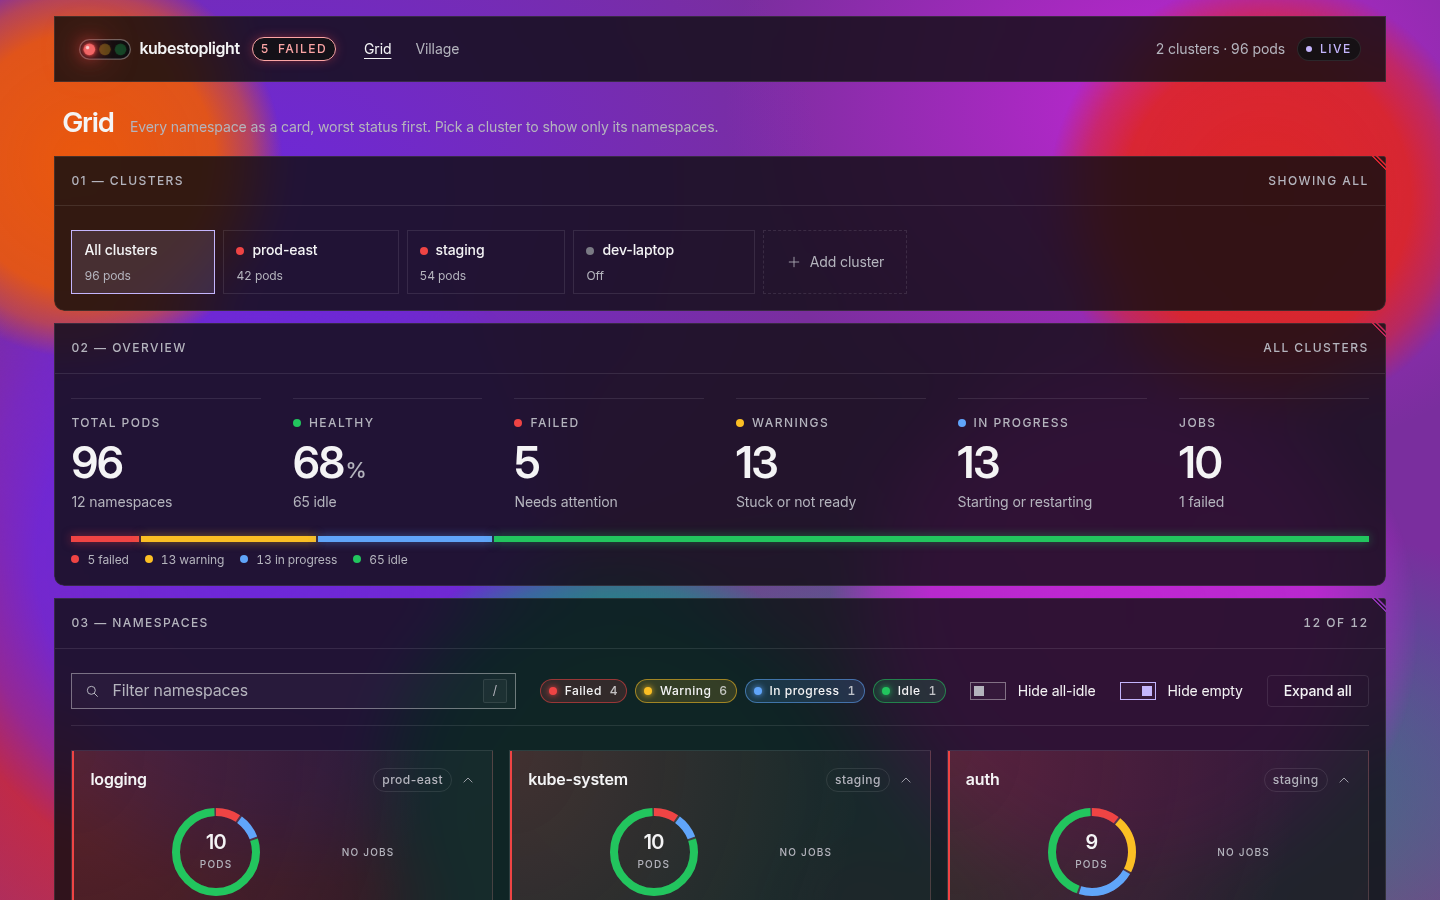 kubestoplight 5 FAILED Grid Village 2 clusters · 96 pods LIVE
Grid Every namespace as a card, worst status first. Pick a cluster to show only its namespaces.
01 — CLUSTERS SHOWING ALL
All clusters prod-east staging dev-laptop
+ Add cluster
96 pods 42 pods 54 pods Off
02 — OVERVIEW ALL CLUSTERS
TOTAL PODS HEALTHY FAILED WARNINGS IN PROGRESS JOBS
96 68% 5 13 13 10
12 namespaces 65 idle Needs attention Stuck or not ready Starting or restarting 1 failed
5 failed 13 warning 13 in progress 65 idle
03 — NAMESPACES 12 OF 12
Filter namespaces / Failed 4 Warning 6 In progress 1 Idle 1 Hide all-idle Hide empty Expand all
logging prod-east kube-system staging auth staging
10 10 9
NO JOBS NO JOBS NO JOBS
PODS PODS PODS